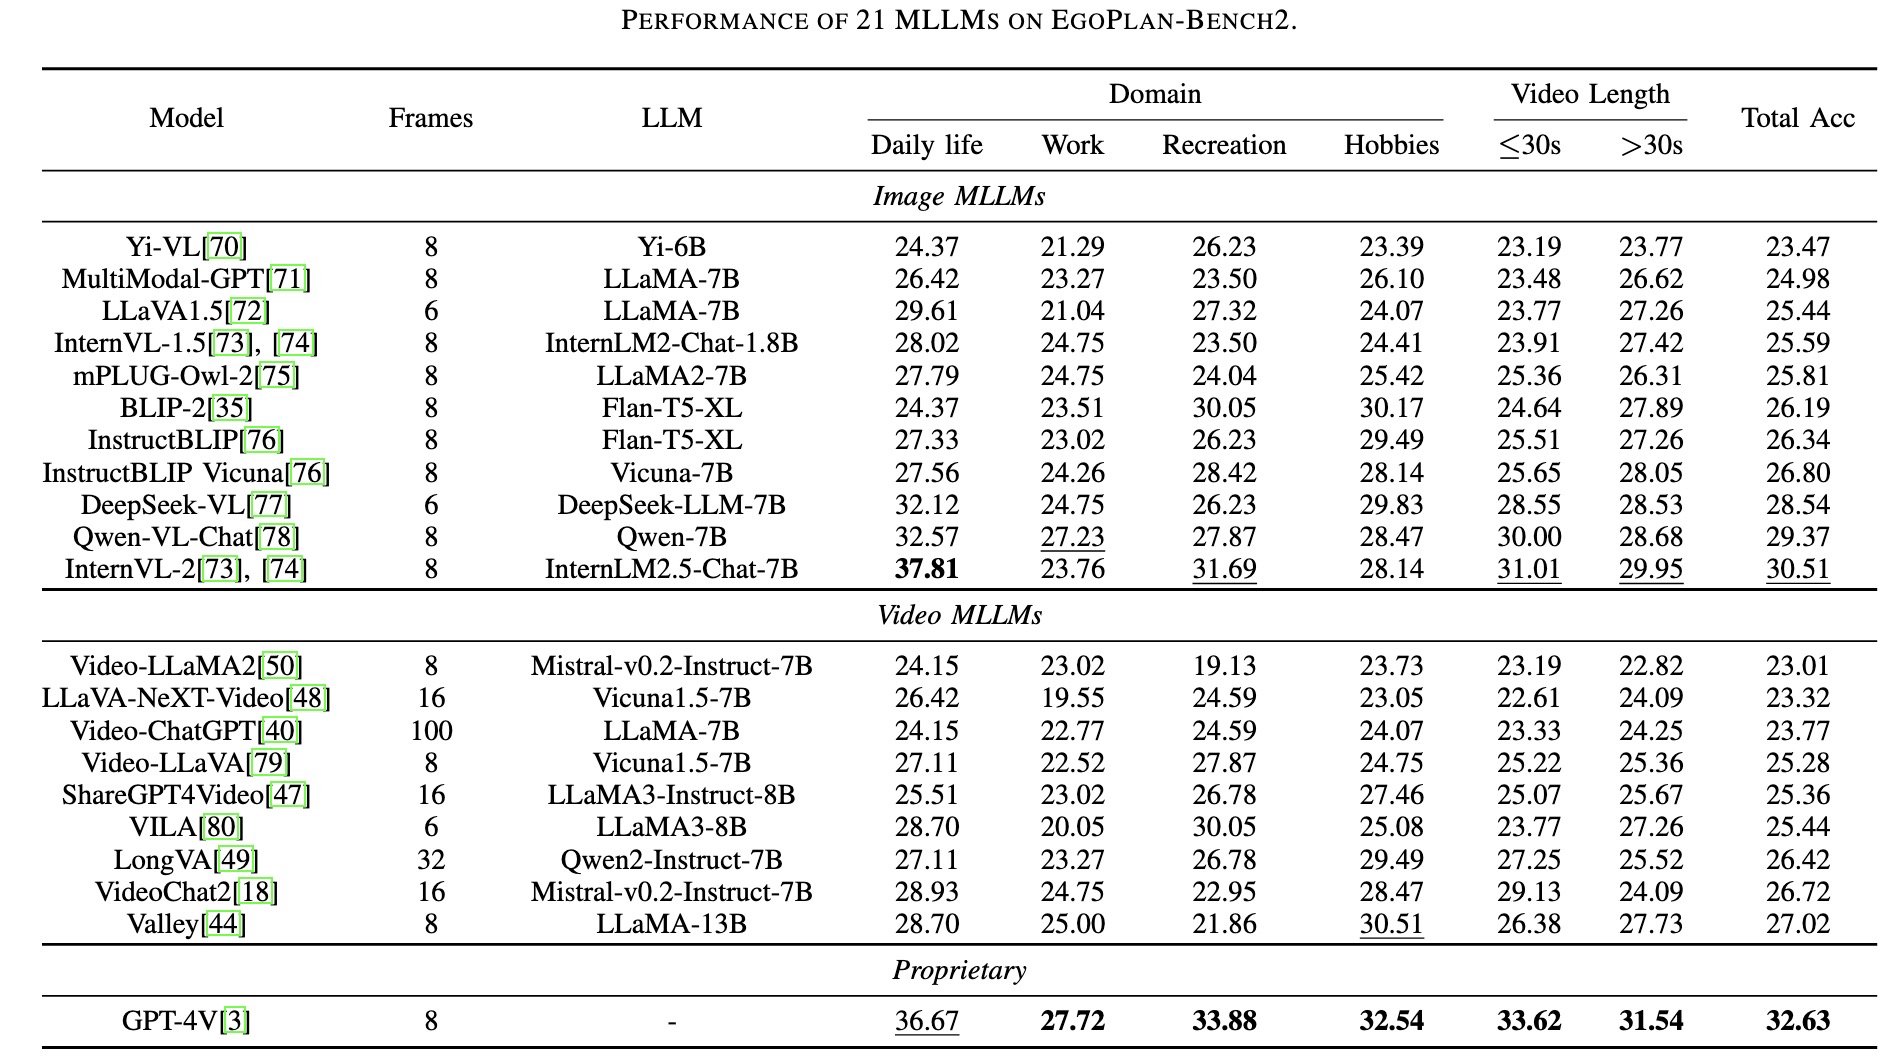 PERFORMANCE OF 21 MLLMS ON EGOPLAN-BENCH2.
Model Frames LLM Domain Video Length Total Acc
Daily life Work Recreation Hobbies ≤30s >30s
Image MLLMs
Yi-VL[70] 8 Yi-6B 24.37 21.29 26.23 23.39 23.19 23.77 23.47
MultiModal-GPT[71] 8 LLaMA-7B 26.42 23.27 23.50 26.10 23.48 26.62 24.98
LLaVA1.5[72] 6 LLaMA-7B 29.61 21.04 27.32 24.07 23.77 27.26 25.44
InternVL-1.5[73], [74] 8 InternLM2-Chat-1.8B 28.02 24.75 23.50 24.41 23.91 27.42 25.59
mPLUG-Owl-2[75] 8 LLaMA2-7B 27.79 24.75 24.04 25.42 25.36 26.31 25.81
BLIP-2[35] 8 Flan-T5-XL 24.37 23.51 30.05 30.17 24.64 27.89 26.19
InstructBLIP[76] 8 Flan-T5-XL 27.33 23.02 26.23 29.49 25.51 27.26 26.34
InstructBLIP Vicuna[76] 8 Vicuna-7B 27.56 24.26 28.42 28.14 25.65 28.05 26.80
DeepSeek-VL[77] 6 DeepSeek-LLM-7B 32.12 24.75 26.23 29.83 28.55 28.53 28.54
Qwen-VL-Chat[78] 8 Qwen-7B 32.57 27.23 27.87 28.47 30.00 28.68 29.37
InternVL-2[73], [74] 8 InternLM2.5-Chat-7B 37.81 23.76 31.69 28.14 31.01 29.95 30.51
Video MLLMs
Video-LLaMA2[50] 8 Mistral-v0.2-Instruct-7B 24.15 23.02 19.13 23.73 23.19 22.82 23.01
LLaVA-NeXT-Video[48] 16 Vicuna1.5-7B 26.42 19.55 24.59 23.05 22.61 24.09 23.32
Video-ChatGPT[40] 100 LLaMA-7B 24.15 22.77 24.59 24.07 23.33 24.25 23.77
Video-LLaVA[79] 8 Vicuna1.5-7B 27.11 22.52 27.87 24.75 25.22 25.36 25.28
ShareGPT4Video[47] 16 LLaMA3-Instruct-8B 25.51 23.02 26.78 27.46 25.07 25.67 25.36
VILA[80] 6 LLaMA3-8B 28.70 20.05 30.05 25.08 23.77 27.26 25.44
LongVA[49] 32 Qwen2-Instruct-7B 27.11 23.27 26.78 29.49 27.25 25.52 26.42
VideoChat2[18] 16 Mistral-v0.2-Instruct-7B 28.93 24.75 22.95 28.47 29.13 24.09 26.72
Valley[44] 8 LLaMA-13B 28.70 25.00 21.86 30.51 26.38 27.73 27.02
Proprietary
GPT-4V[3] 8 - 36.67 27.72 33.88 32.54 33.62 31.54 32.63